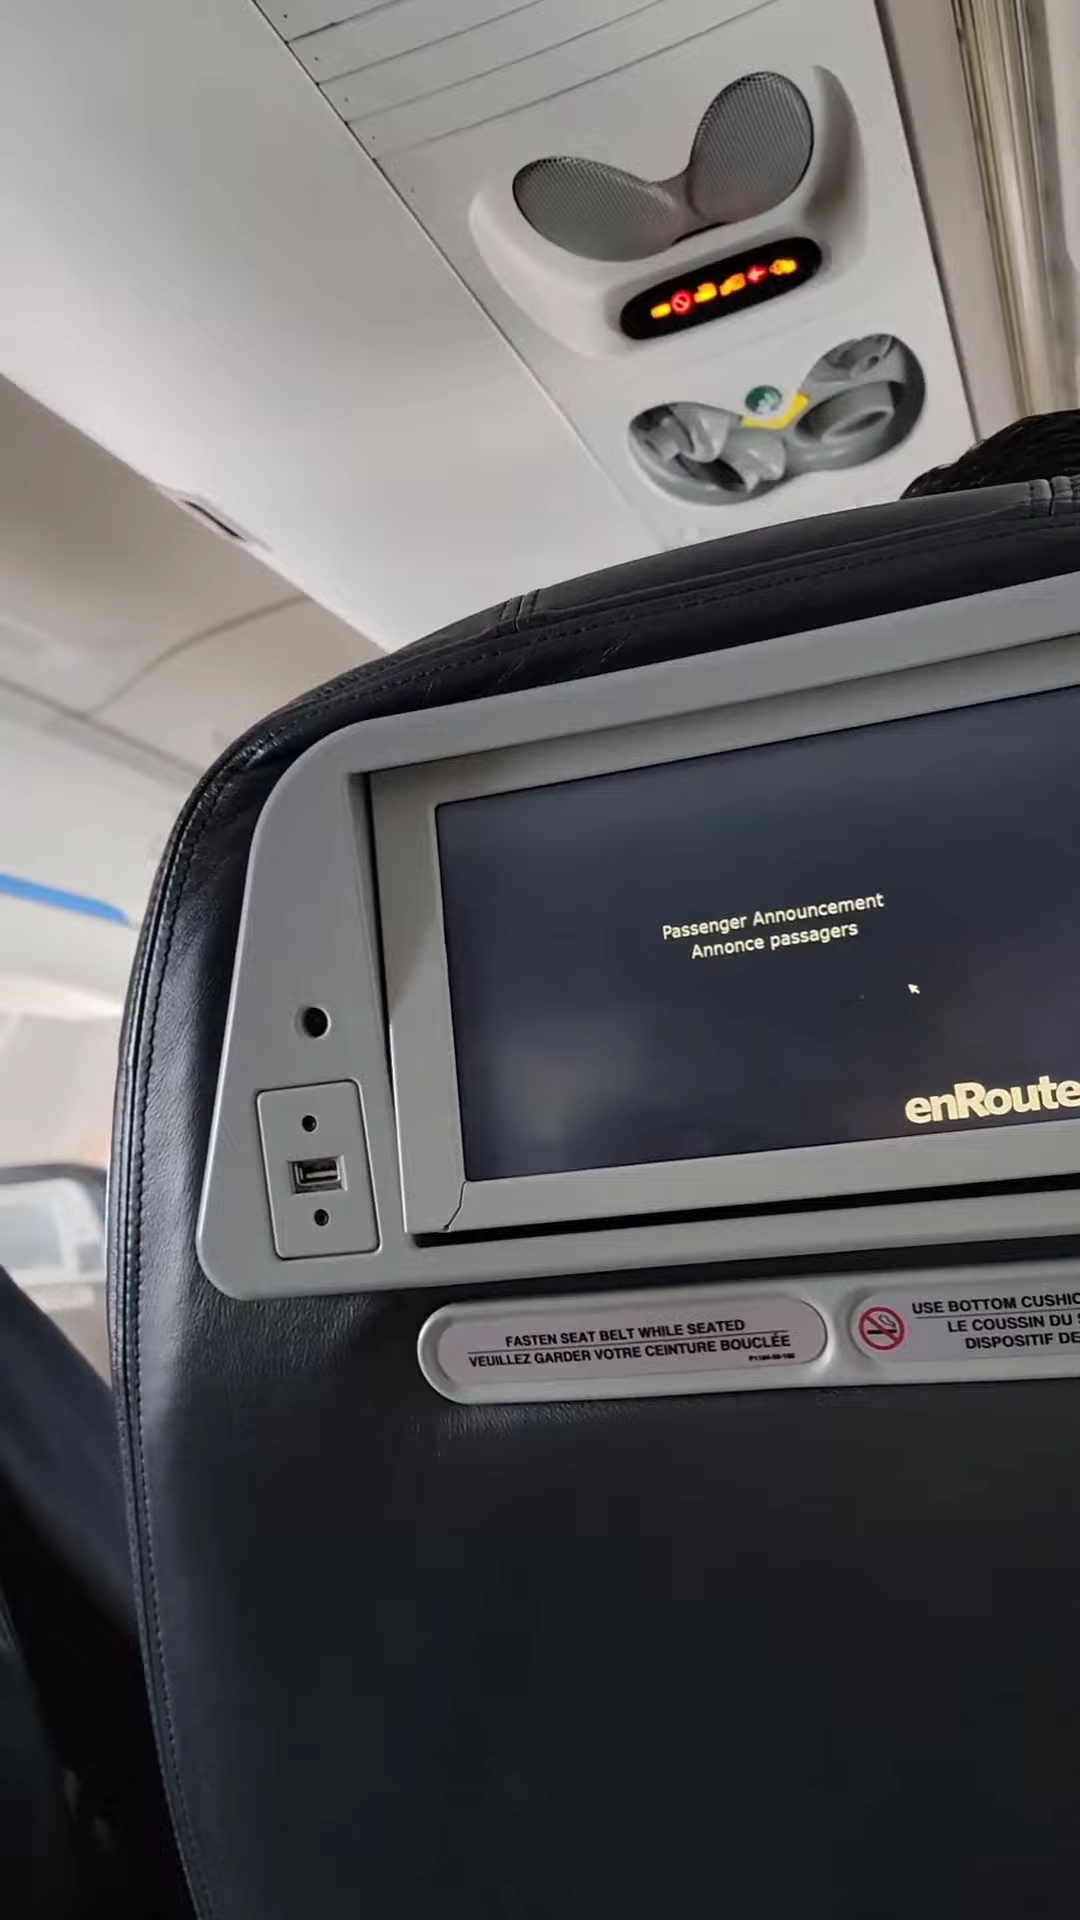 Passenger Announcement
Annonce passagers
enRoute
FASTEN SEAT BELT WHILE SEATED
VEUILLEZ GARDER VOTRE CEINTURE BOUCLÉE
USE BOTTOM CUSHIO
LE COUSSIN DU S
DISPOSITIF DE